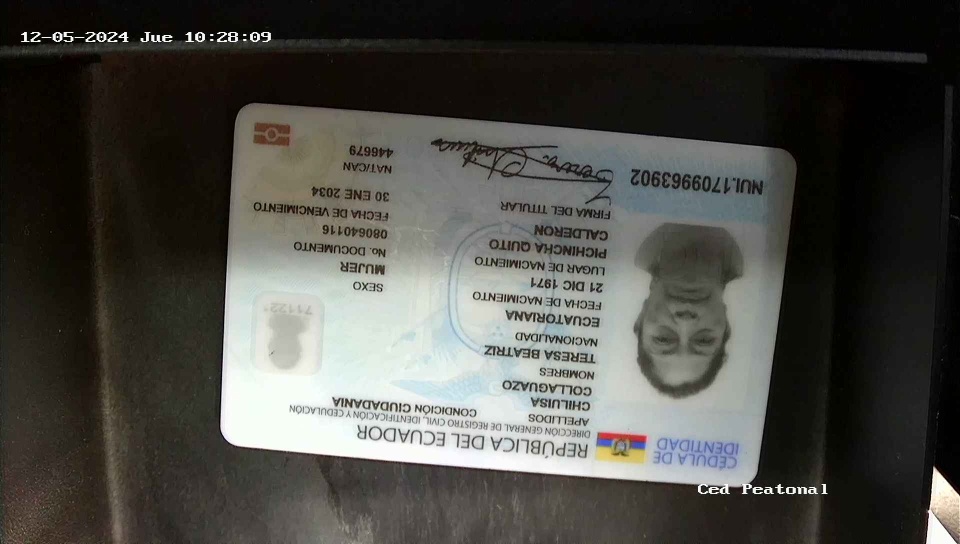 12-05-2024 Jue 10:28:09
CÉDULA DE
IDENTIDAD
REPÚBLICA DEL ECUADOR
DIRECCIÓN GENERAL DE REGISTRO CIVIL, IDENTIFICACIÓN Y CEDULACIÓN
APELLIDOS
CONDICIÓN CIUDADANÍA
CHILUISA
COLLAGUAZO
NOMBRES
TERESA BEATRIZ
NACIONALIDAD
ECUATORIANA
FECHA DE NACIMIENTO
21 DIC 1971
LUGAR DE NACIMIENTO
PICHINCHA QUITO
CALDERON
FIRMA DEL TITULAR
SEXO
MUJER
No. DOCUMENTO
080640116
FECHA DE VENCIMIENTO
30 ENE 2034
NAT/CAN
446679
NUI.1709963902
Ced Peatonal